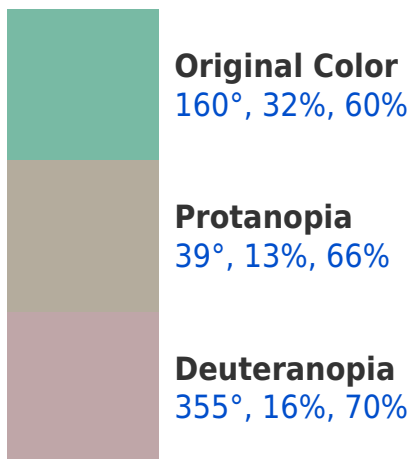 Original Color
160°, 32%, 60%
Protanopia
39°, 13%, 66%
Deuteranopia
355°, 16%, 70%